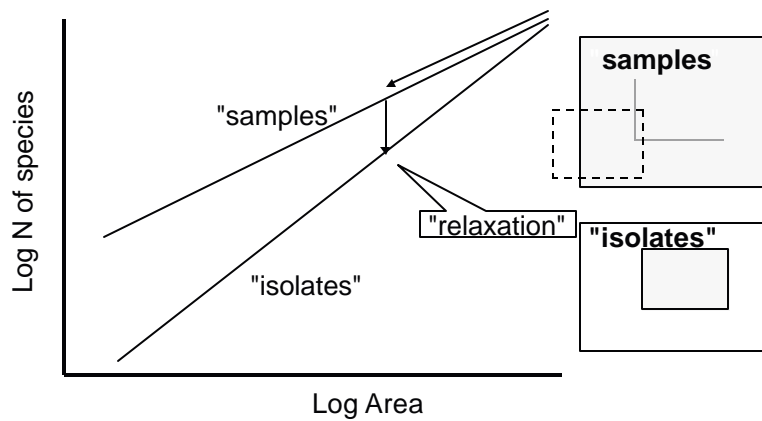 "samples"
"samples"
Log N of species
"relaxation"
"isolates"
"isolates"
Log Area